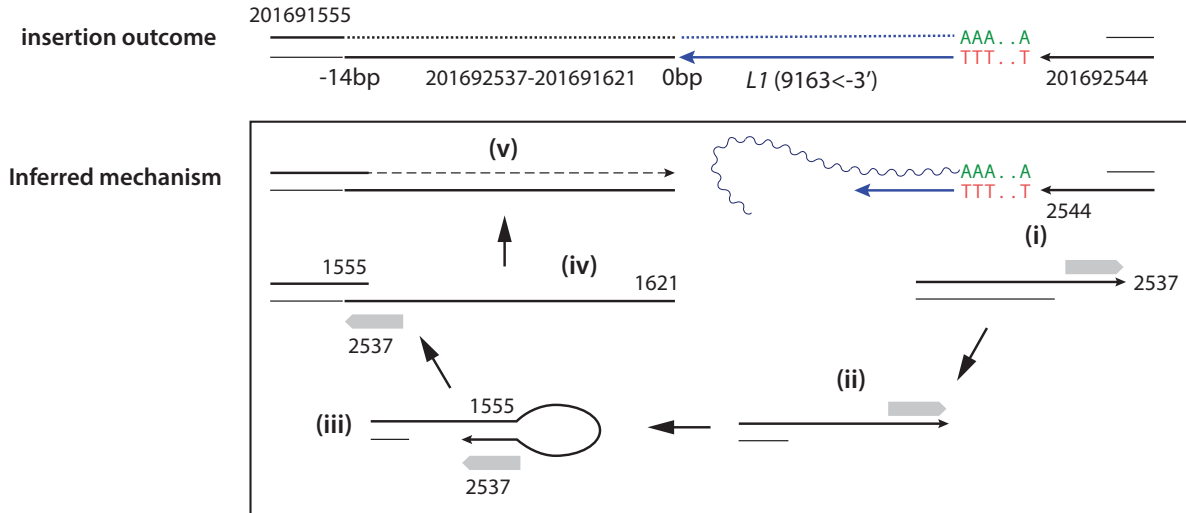 201691555
insertion outcome
AAA..A
TTT..T
-14bp
201692537-201691621
0bp
L1 (9163<-3’)
201692544
Inferred mechanism
(v)
AAA..A
TTT..T
2544
(i)
1555
(iv)
1621
2537
2537
(ii)
(iii)
1555
2537